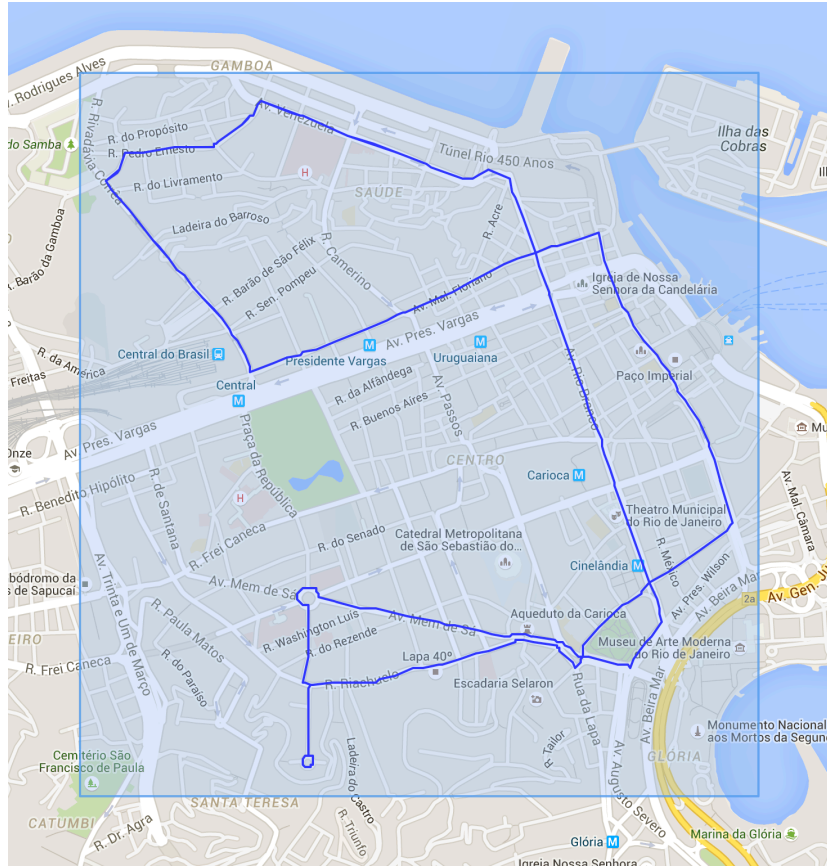 GAMBOA
v. Rodrigues Alves
Av. Venezuela
R. Rivadávia Corrêa
R. do Propósito
do Samba
R. Pedro Ernesto
Túnel Rio 450 Anos
Ilha das
Cobras
R. do Livramento
SAÚDE
Ladeira do Barroso
R. Acre
R. Barão da Gamboa
R. Camerino
R. Barão de São Félix
R. Sen. Pompeu
Av. Mal. Floriano
Igreja de Nossa
Senhora da Candelária
Av. Pres. Vargas
Central do Brasil
R. da América
Presidente Vargas
Uruguaiana
Freitas
Central
R. da Alfândega
R. Buenos Aires
Av. Passos
Av. Rio Branco
Paço Imperial
Praça da República
Av. Pres. Vargas
Onze
CENTRO
Carioca
R. Benedito Hipólito
R. de Santana
H
R. Frei Caneca
R. do Senado
Theatro Municipal
do Rio de Janeiro
Av. Mal. Câmara
Catedral Metropolitana
de São Sebastião do...
R. México
Cinelândia
Av. Pres. Wilson
Av. Beira Mar
2a
Av. Gen. Ju
bódromo da
s de Sapucaí
Av. Trinta e Um de Março
Av. Mem de Sá
Av. Mem de Sá
Aqueduto da Carioca
R. Paula Matos
R. Washington Luís
R. do Rezende
Museu de Arte Moderna
do Rio de Janeiro
EIRO
R. Frei Caneca
R. do Paraíso
Lapa 40º
R. Riachuelo
Escadaria Selaron
Rua da Lapa
Av. Beira Mar
Monumento Nacional
aos Mortos da Segun
GLÓRIA
R. Tailor
Cemitério São
Francisco de Paula
Ladeira do Castro
Av. Augusto Severo
SANTA TERESA
CATUMBI
R. Dr. Agra
R. Triunfo
Glória
Marina da Glória
Igreja Nossa Senhora